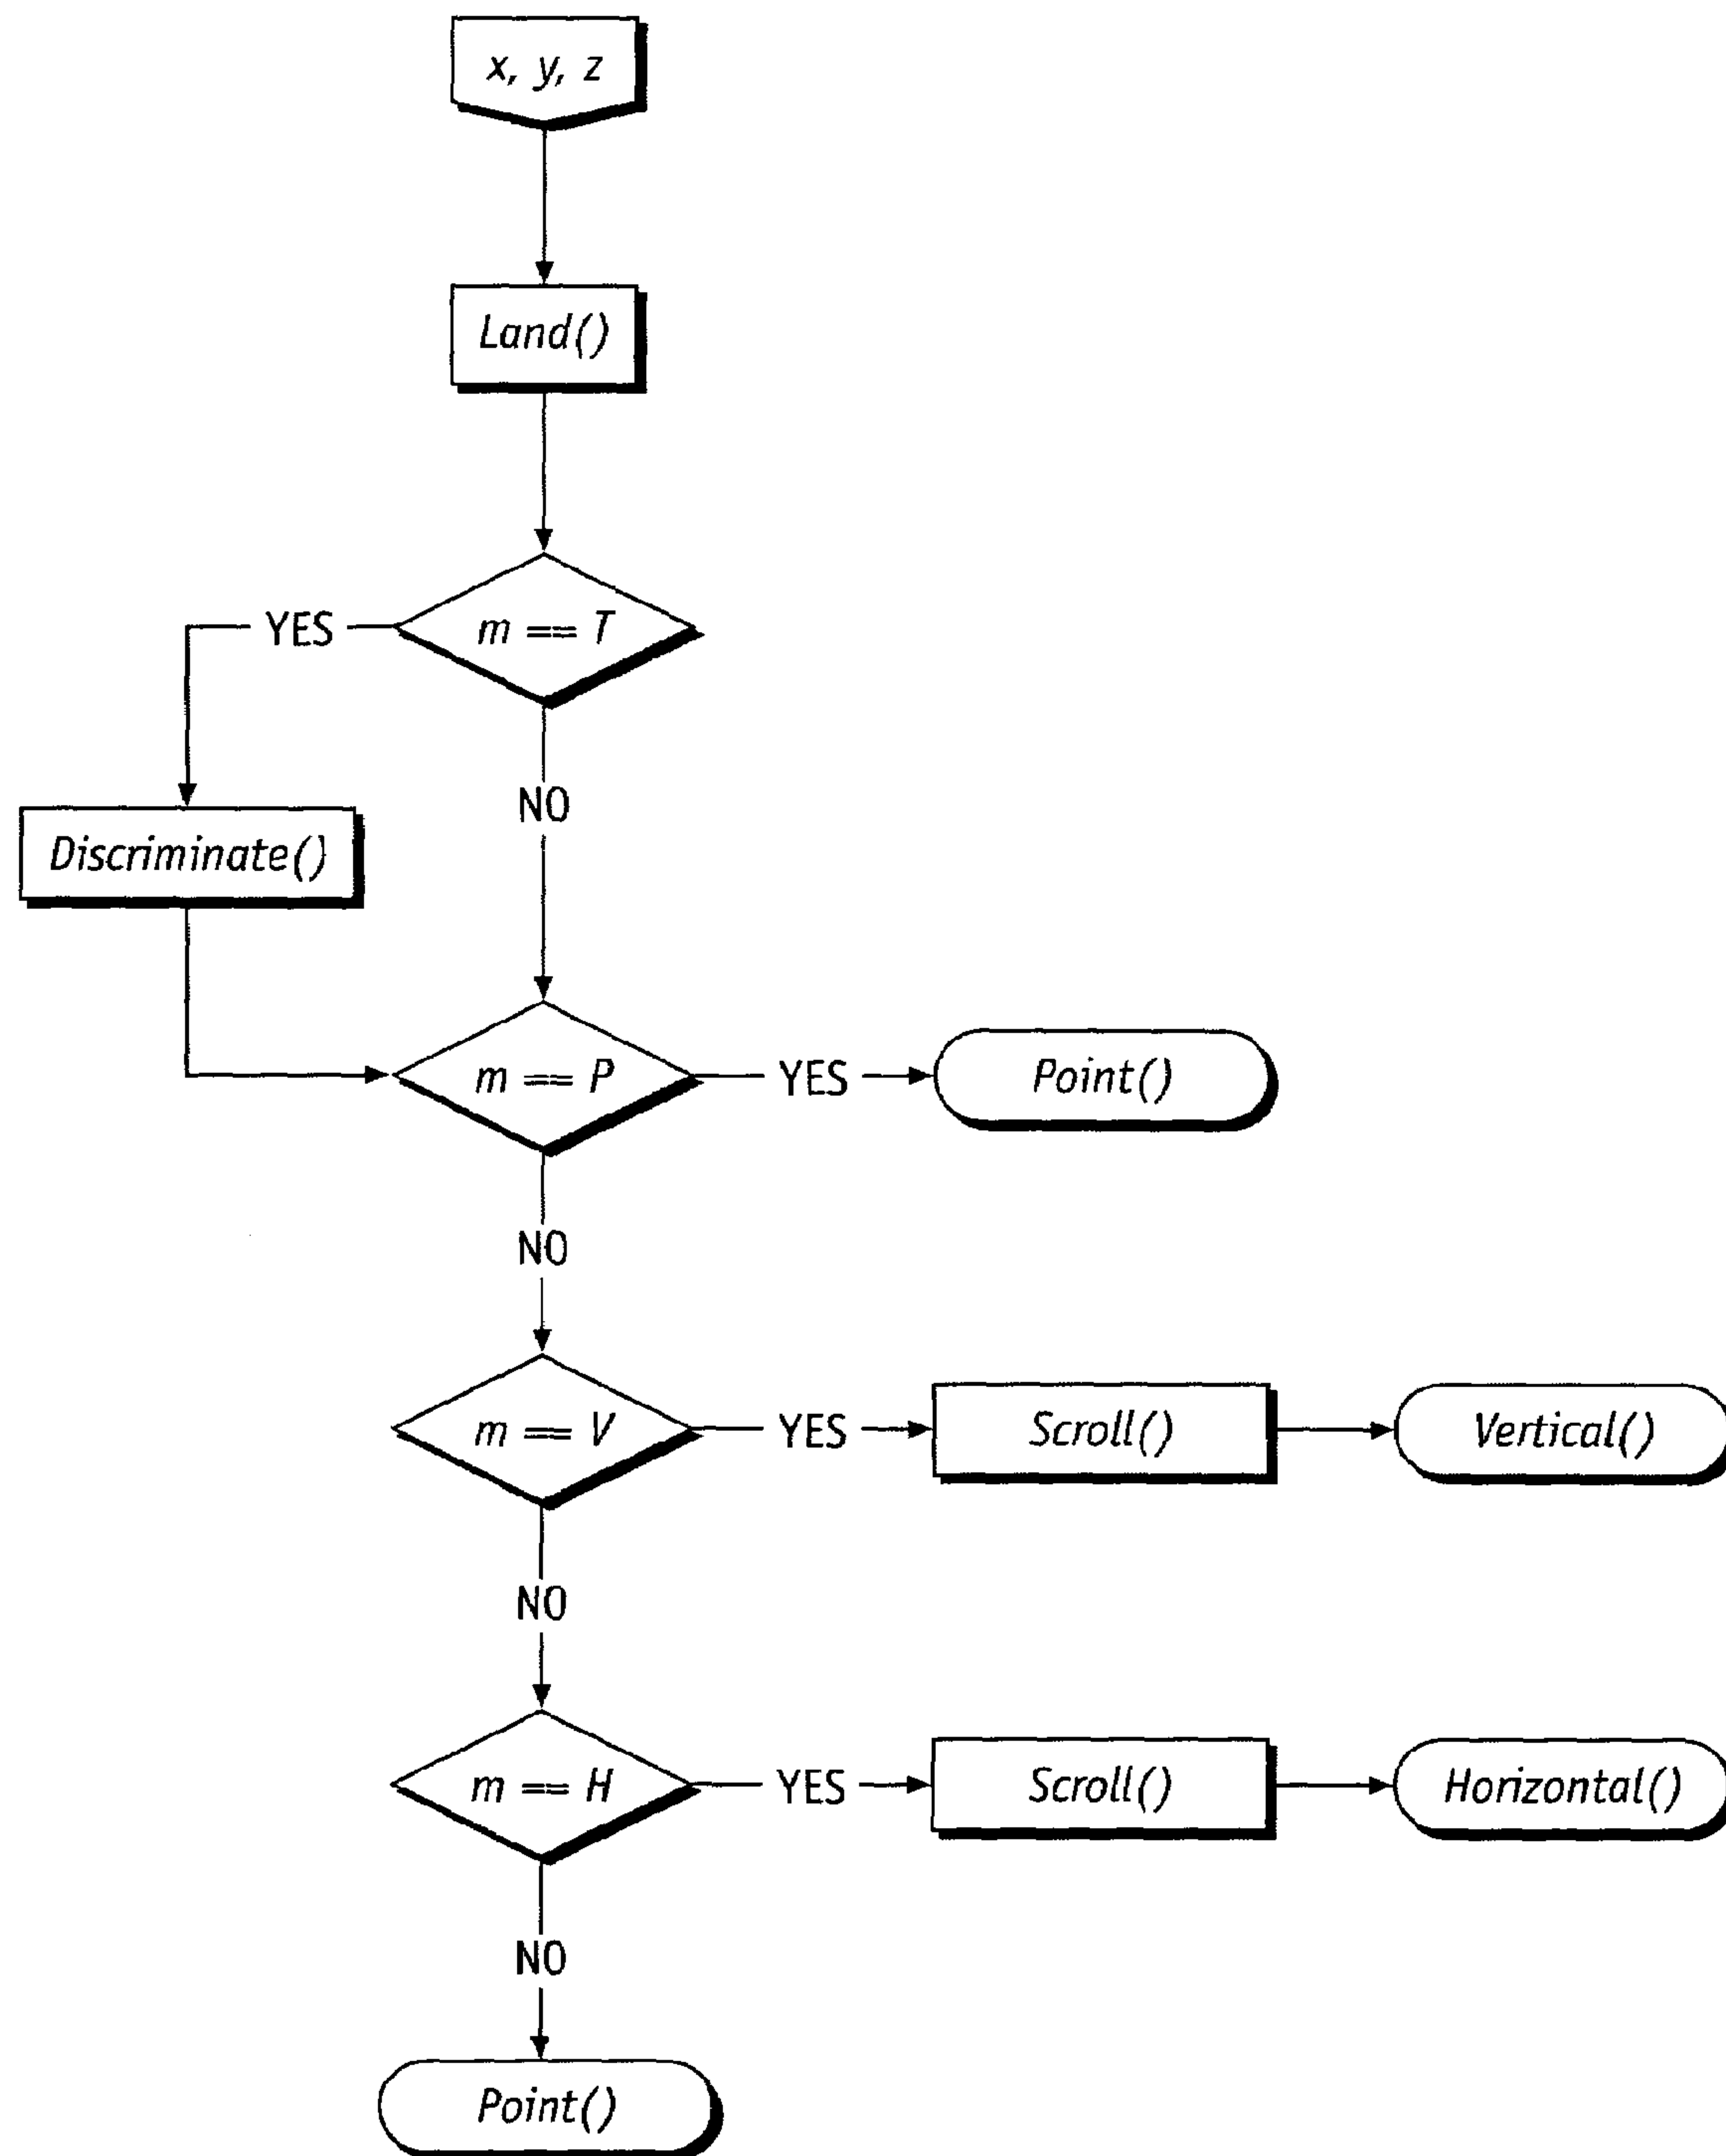 x, y, z
Land()
m == T
YES
NO
Discriminate()
m == P
YES
Point()
NO
m == V
YES
Scroll()
Vertical()
NO
m == H
YES
Scroll()
Horizontal()
NO
Point()